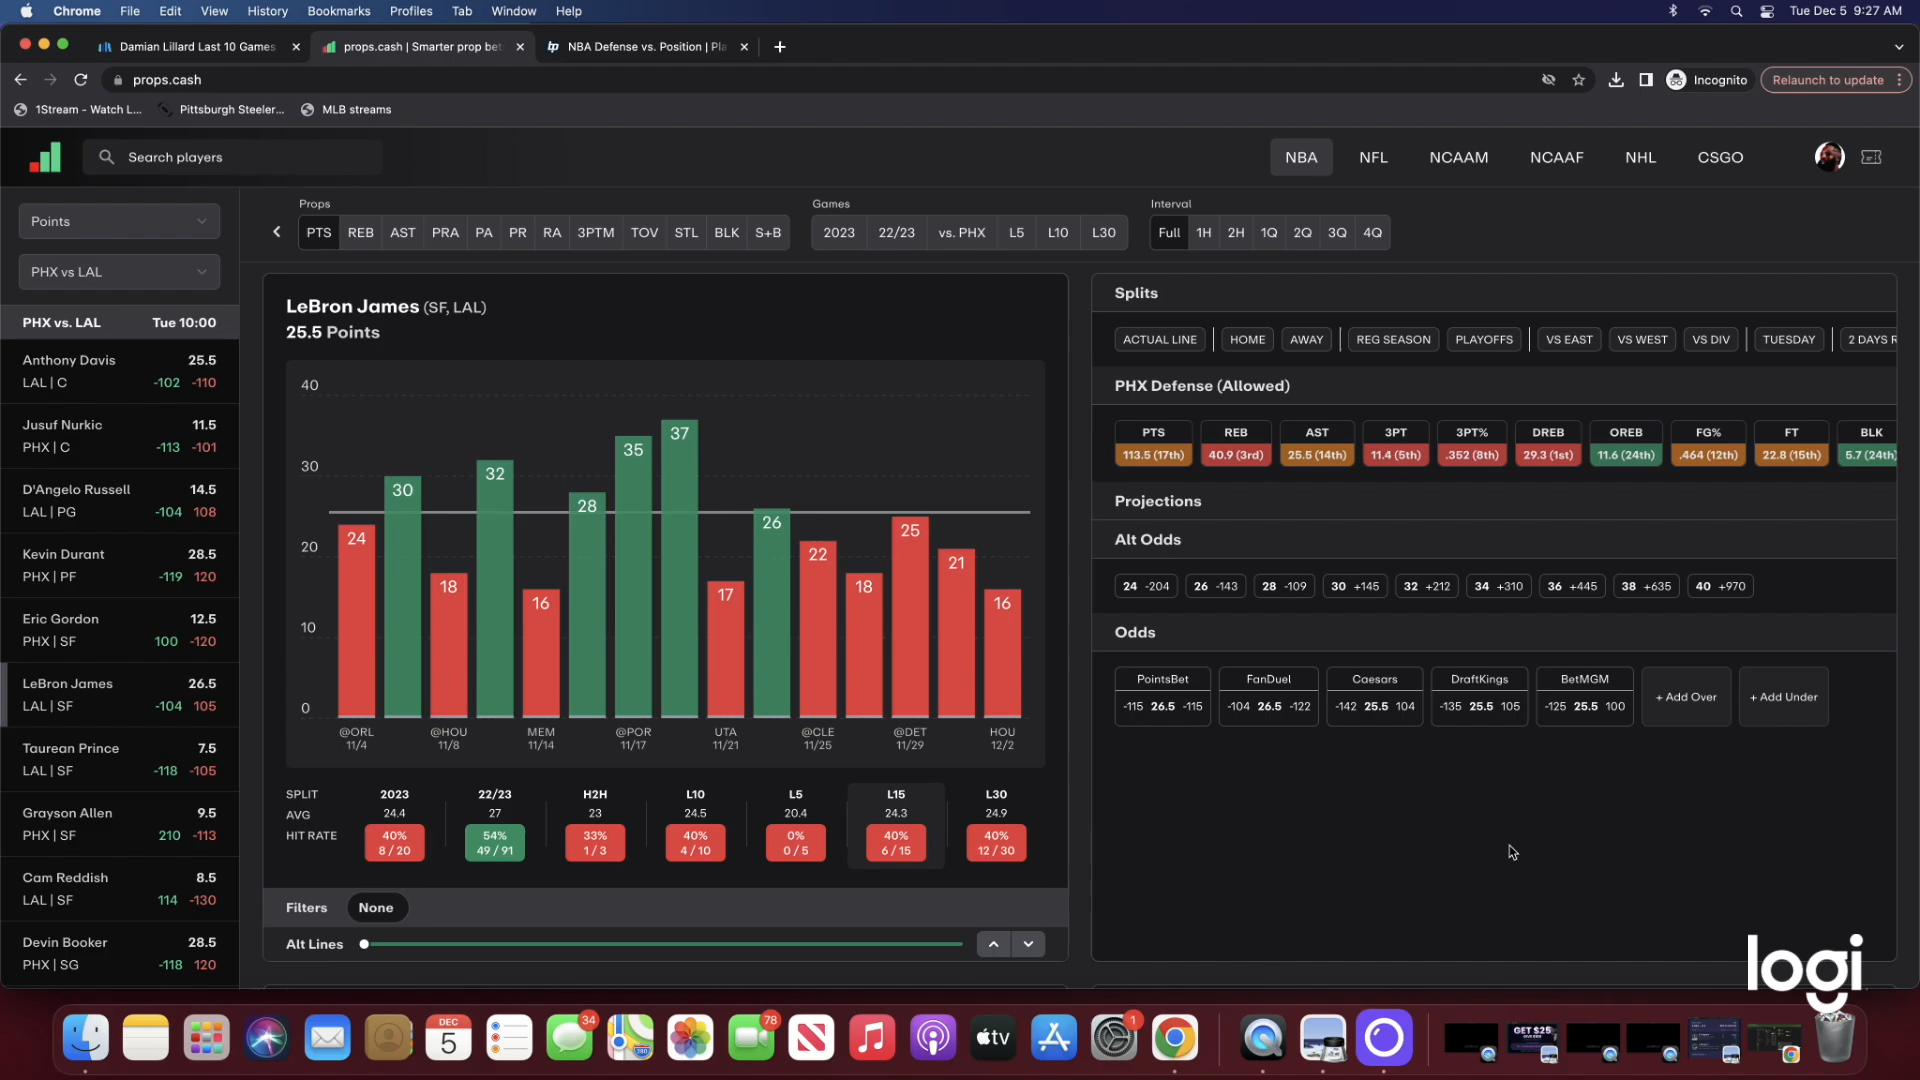 Chrome File Edit View History Bookmarks Profiles Tab Window Help Tue Dec 5 9:27 AM
Damian Lillard Last 10 Games props.cash | Smarter prop bet NBA Defense vs. Position | Pla
props.cash Incognito Relaunch to update
1Stream - Watch L... Pittsburgh Steeler... MLB streams
Search players NBA NFL NCAAM NCAAF NHL CSGO
Points
PHX vs LAL
PHX vs. LAL Tue 10:00
Anthony Davis 25.5
LAL | C -102 -110
Jusuf Nurkic 11.5
PHX | C -113 -101
D'Angelo Russell 14.5
LAL | PG -104 108
Kevin Durant 28.5
PHX | PF -119 120
Eric Gordon 12.5
PHX | SF 100 -120
LeBron James 26.5
LAL | SF -104 105
Taurean Prince 7.5
LAL | SF -118 -105
Grayson Allen 9.5
PHX | SF 210 -113
Cam Reddish 8.5
LAL | SF 114 -130
Devin Booker 28.5
PHX | SG -118 120
Props Games Interval
PTS REB AST PRA PA PR RA 3PTM TOV STL BLK S+B 2023 22/23 vs. PHX L5 L10 L30 Full 1H 2H 1Q 2Q 3Q 4Q
LeBron James (SF, LAL)
25.5 Points
40
30
20
10
0
24 30 18 32 16 28 35 37 17 26 22 18 25 21 16
@ORL @HOU MEM @POR UTA @CLE @DET HOU
11/4 11/8 11/14 11/17 11/21 11/25 11/29 12/2
SPLIT 2023 22/23 H2H L10 L5 L15 L30
AVG 24.4 27 23 24.5 20.4 24.3 24.9
HIT RATE 40% 54% 33% 40% 0% 40% 40%
8 / 20 49 / 91 1 / 3 4 / 10 0 / 5 6 / 15 12 / 30
Filters None
Alt Lines
Splits
ACTUAL LINE HOME AWAY REG SEASON PLAYOFFS VS EAST VS WEST VS DIV TUESDAY 2 DAYS R
PHX Defense (Allowed)
PTS REB AST 3PT 3PT% DREB OREB FG% FT BLK
113.5 (17th) 40.9 (3rd) 25.5 (14th) 11.4 (5th) .352 (8th) 29.3 (1st) 11.6 (24th) .464 (12th) 22.8 (15th) 5.7 (24th)
Projections
Alt Odds
24 -204 26 -143 28 -109 30 +145 32 +212 34 +310 36 +445 38 +635 40 +970
Odds
PointsBet FanDuel Caesars DraftKings BetMGM
-115 26.5 -115 -104 26.5 -122 -142 25.5 104 -135 25.5 105 -125 25.5 100 + Add Over + Add Under
logi
DEC
5
34
280
78
tv
1
GET $25